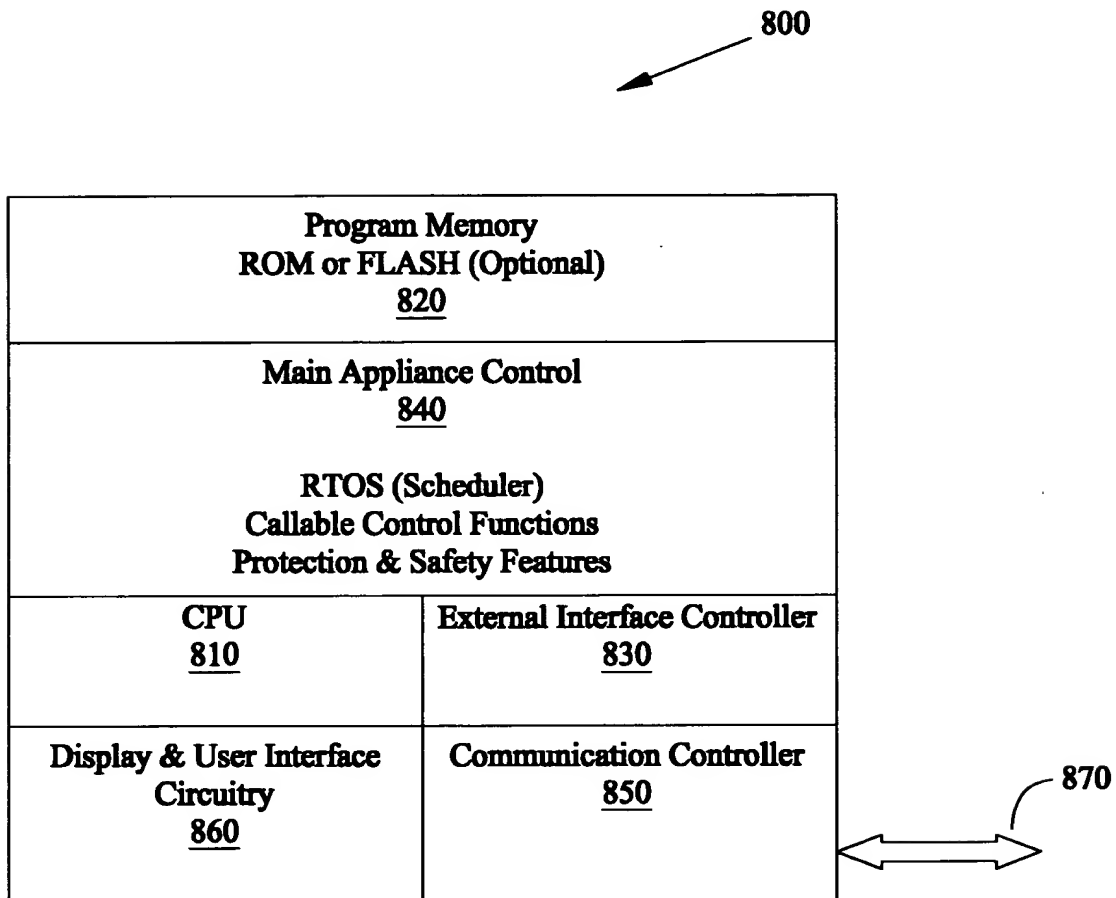 800
Program Memory
ROM or FLASH (Optional)
820
Main Appliance Control
840
RTOS (Scheduler)
Callable Control Functions
Protection & Safety Features
CPU
810
External Interface Controller
830
Display & User Interface
Circuitry
860
Communication Controller
850
870